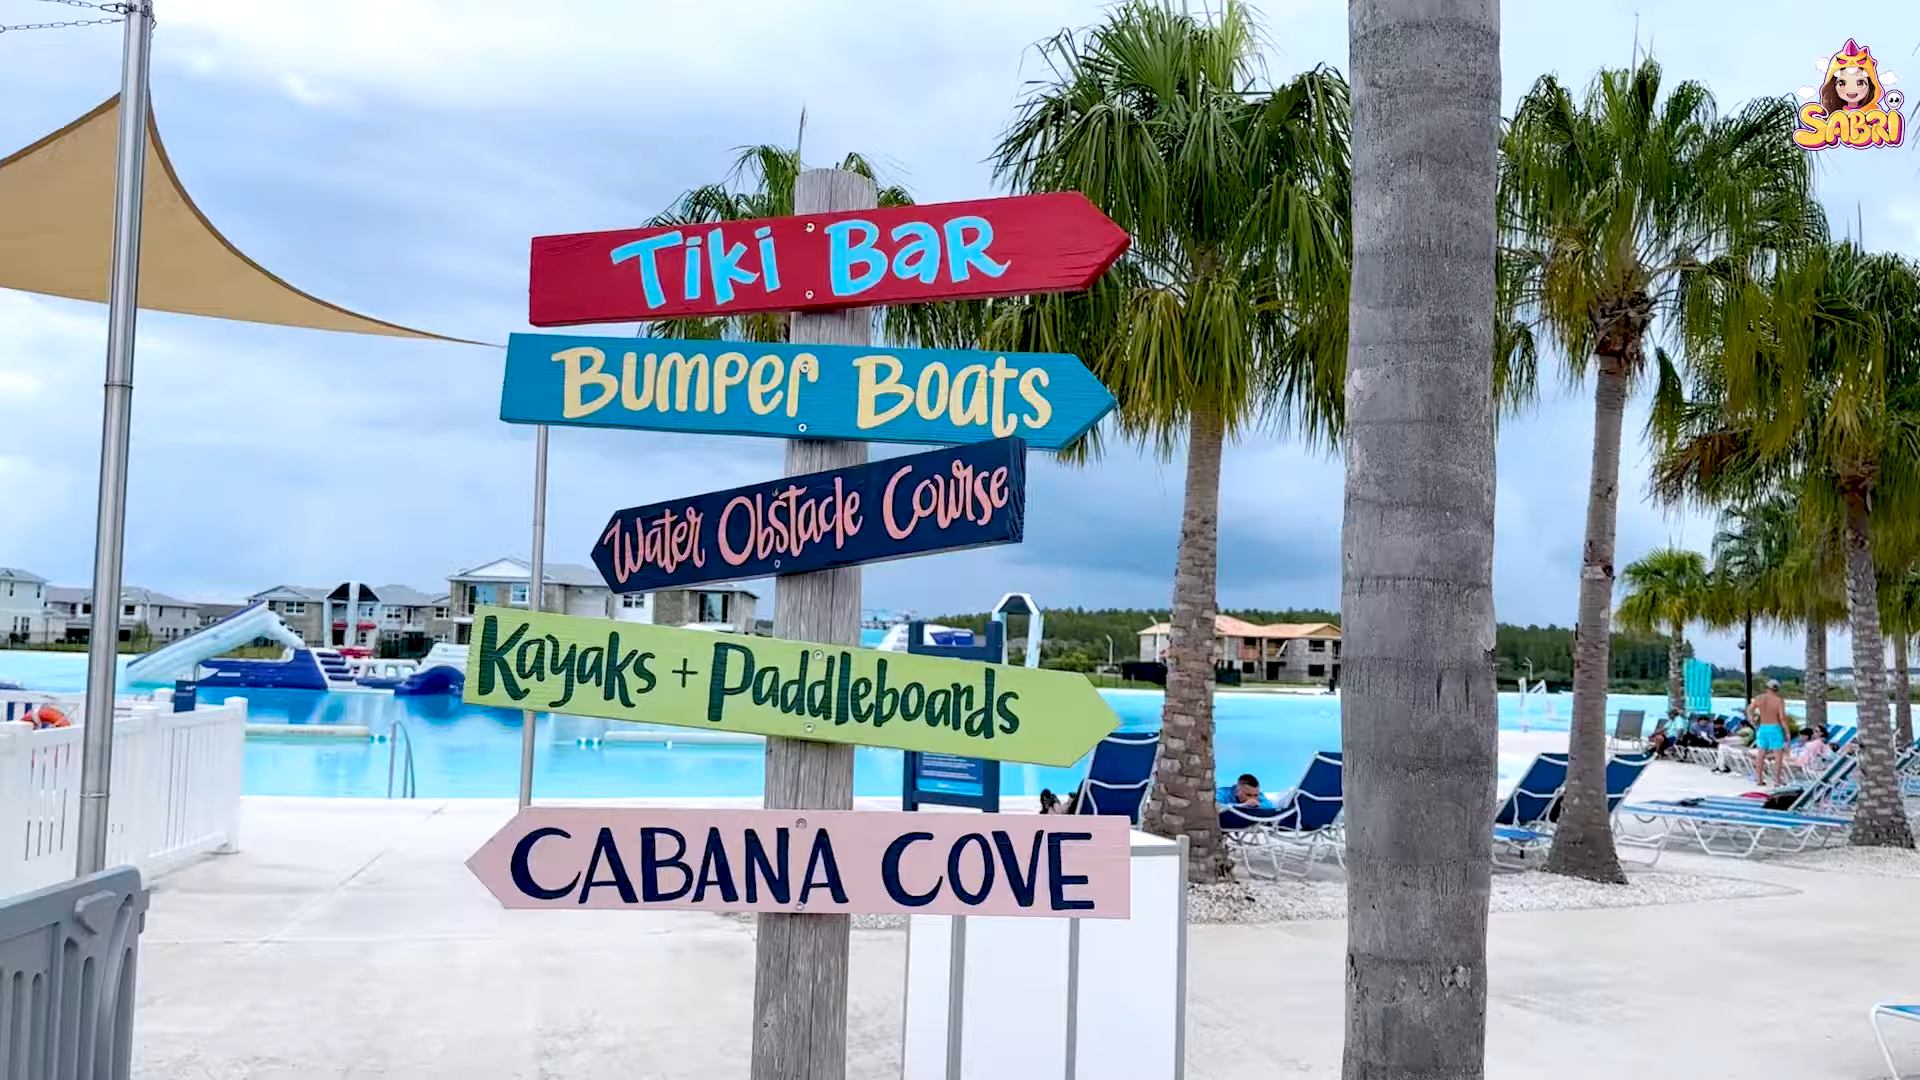 SABRI
Tiki Bar
Bumper Boats
Water Obstacle Course
Kayaks + Paddleboards
CABANA COVE